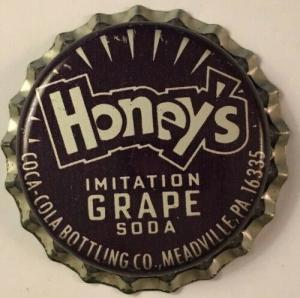 Honey's
IMITATION
GRAPE
SODA
COCA-COLA BOTTLING CO., MEADVILLE, PA. 16335